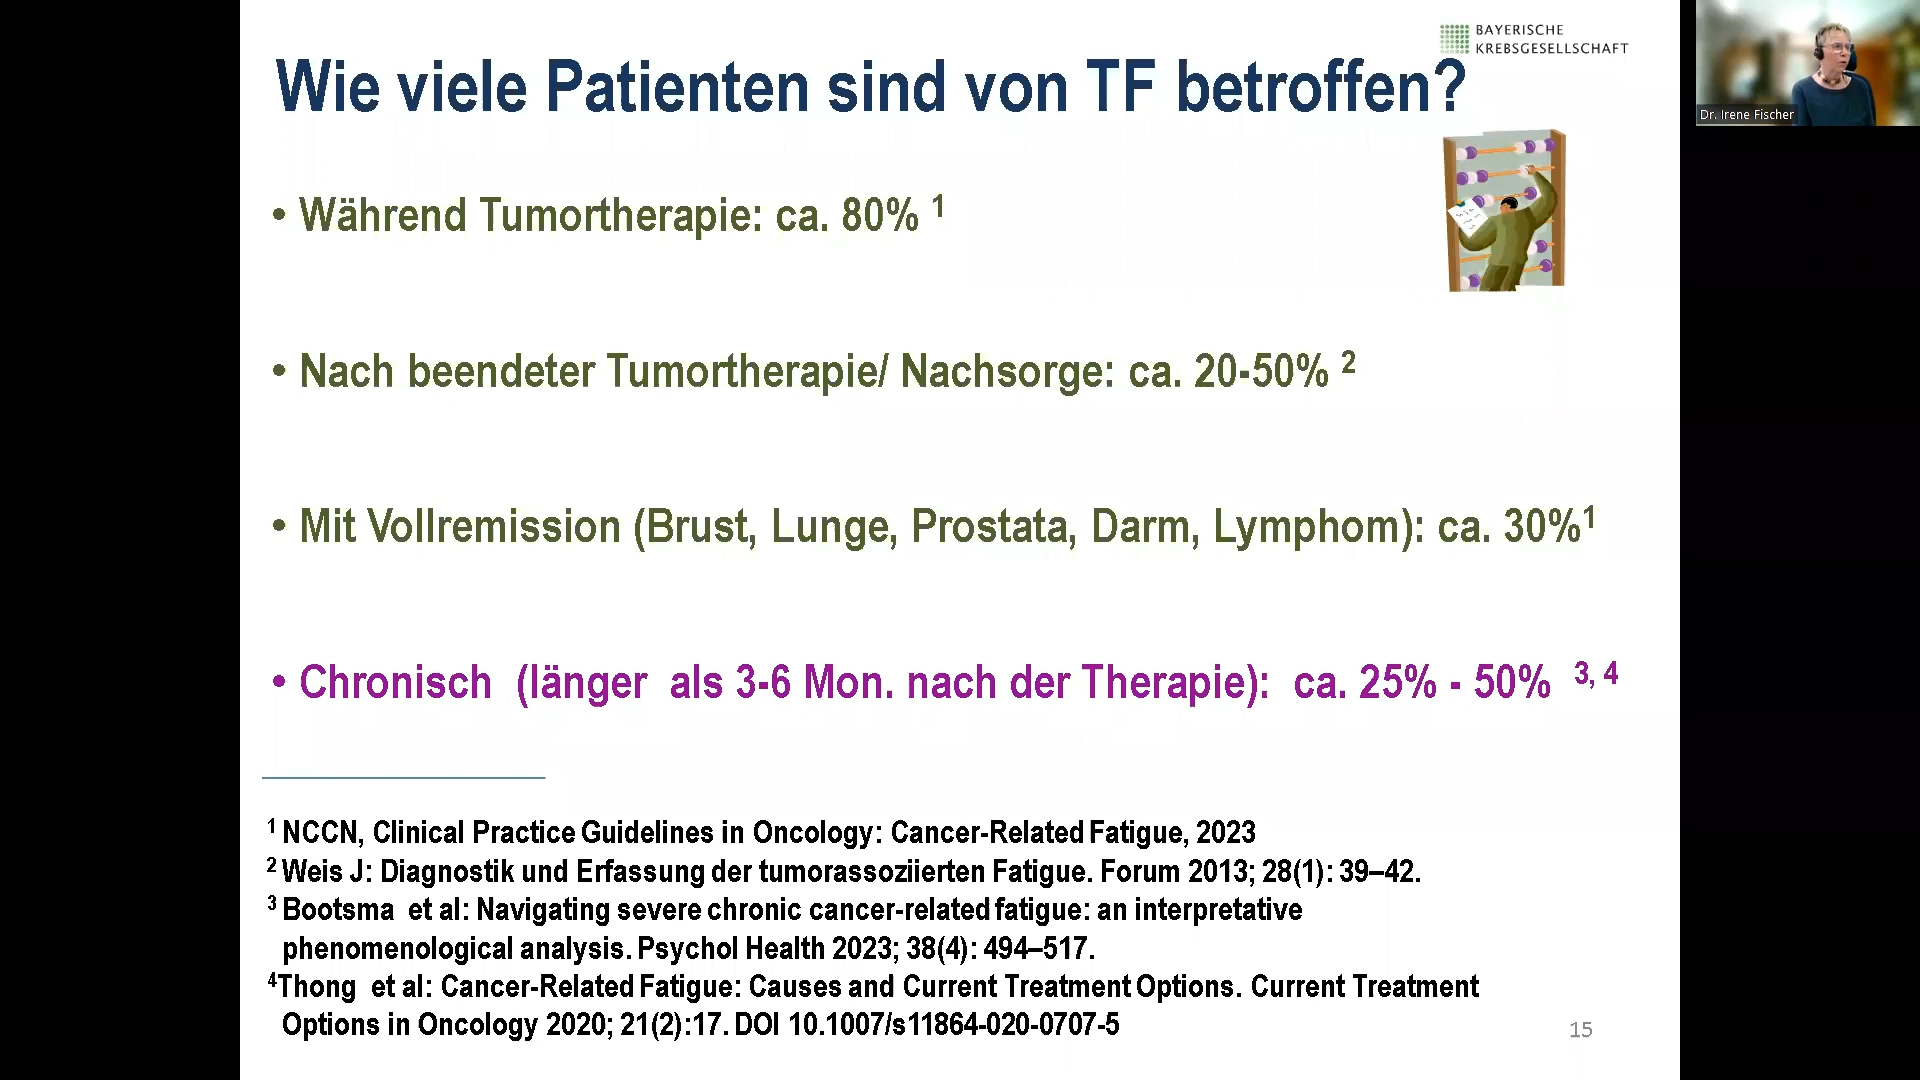 BAYERISCHE
KREBSGESELLSCHAFT
Wie viele Patienten sind von TF betroffen?
Dr. Irene Fischer
• Während Tumortherapie: ca. 80% ¹
• Nach beendeter Tumortherapie/ Nachsorge: ca. 20-50% ²
• Mit Vollremission (Brust, Lunge, Prostata, Darm, Lymphom): ca. 30%¹
• Chronisch (länger als 3-6 Mon. nach der Therapie): ca. 25% - 50% ³, ⁴
¹ NCCN, Clinical Practice Guidelines in Oncology: Cancer-Related Fatigue, 2023
² Weis J: Diagnostik und Erfassung der tumorassoziierten Fatigue. Forum 2013; 28(1): 39–42.
³ Bootsma et al: Navigating severe chronic cancer-related fatigue: an interpretative
phenomenological analysis. Psychol Health 2023; 38(4): 494–517.
⁴Thong et al: Cancer-Related Fatigue: Causes and Current Treatment Options. Current Treatment
Options in Oncology 2020; 21(2):17. DOI 10.1007/s11864-020-0707-5
15